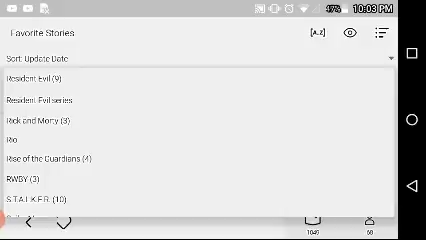 47% 10:03 PM
Favorite Stories
[A..Z]
Sort: Update Date
Resident Evil (9)
Resident Evil series
Rick and Morty (3)
Rio
Rise of the Guardians (4)
RWBY (3)
S.T.A.L.K.E.R. (10)
1049 68